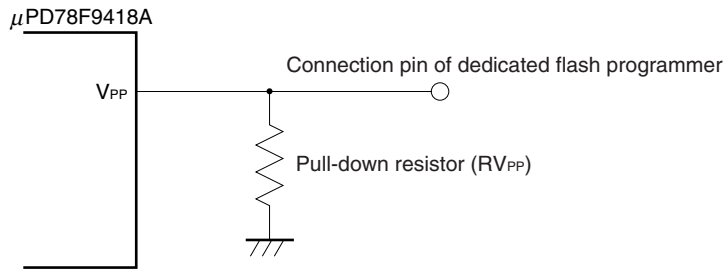 μPD78F9418A
Connection pin of dedicated flash programmer
VPP
Pull-down resistor (RVPP)